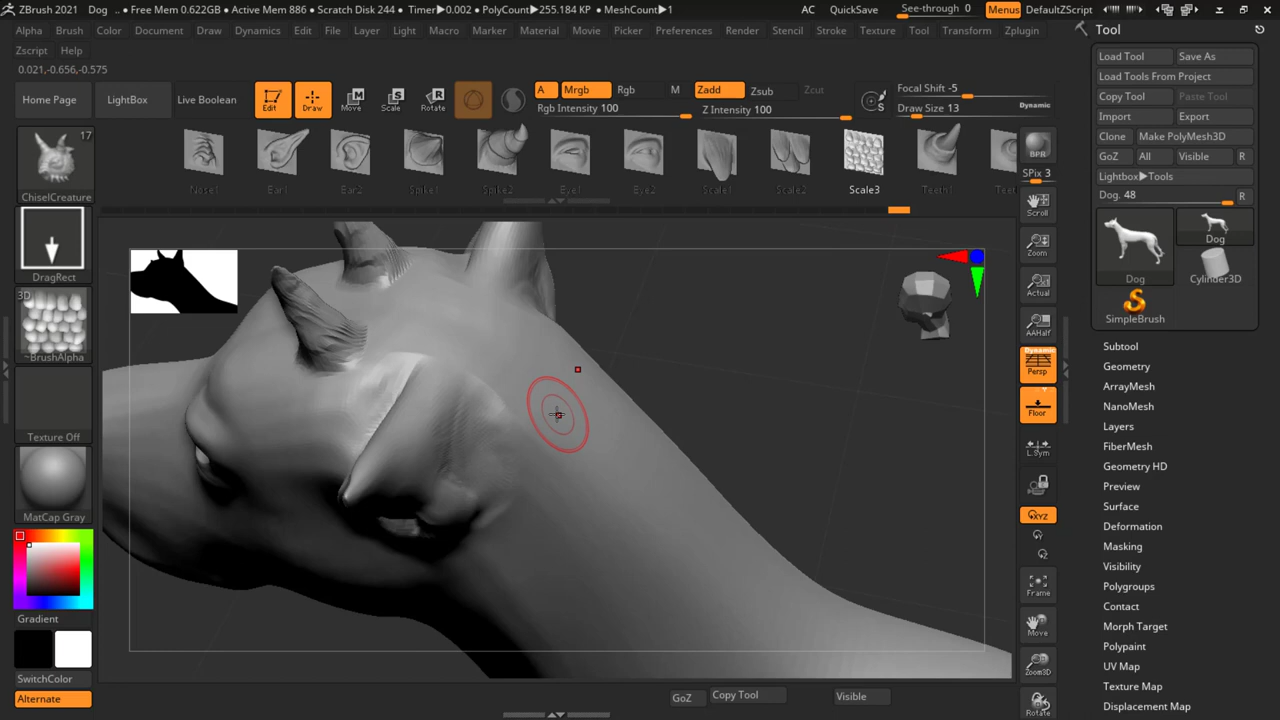 ZBrush 2021 Dog .. • Free Mem 0.622GB • Active Mem 886 • Scratch Disk 244 • Timer▶0.002 • PolyCount▶255.184 KP • MeshCount▶1 AC QuickSave See-through 0 Menus DefaultZScript
Alpha Brush Color Document Draw Dynamics Edit File Layer Light Macro Marker Material Movie Picker Preferences Render Stencil Stroke Texture Tool Transform Zplugin
Zscript Help
0.021,-0.656,-0.575
Home Page LightBox Live Boolean Edit Draw Move Scale Rotate
A Mrgb Rgb M Zadd Zsub Zcut
Rgb Intensity 100 Z Intensity 100
Focal Shift -5
Draw Size 13 Dynamic
17
ChiselCreature
Nose1 Ear1 Ear2 Spike1 Spike2 Eye1 Eye2 Scale1 Scale2 Scale3 Teeth1 Teet
DragRect
3D
~BrushAlpha
Texture Off
MatCap Gray
Gradient
SwitchColor
Alternate
BPR
SPix 3
Scroll
Zoom
Actual
AAHalf
Dynamic
Persp
Floor
L.Sym
XYZ
Y
Z
Frame
Move
Zoom3D
Rotate
GoZ Copy Tool Visible
Tool
Load Tool Save As
Load Tools From Project
Copy Tool Paste Tool
Import Export
Clone Make PolyMesh3D
GoZ All Visible R
Lightbox▶Tools
Dog. 48 R
Dog
Dog Cylinder3D
SimpleBrush
Subtool
Geometry
ArrayMesh
NanoMesh
Layers
FiberMesh
Geometry HD
Preview
Surface
Deformation
Masking
Visibility
Polygroups
Contact
Morph Target
Polypaint
UV Map
Texture Map
Displacement Map